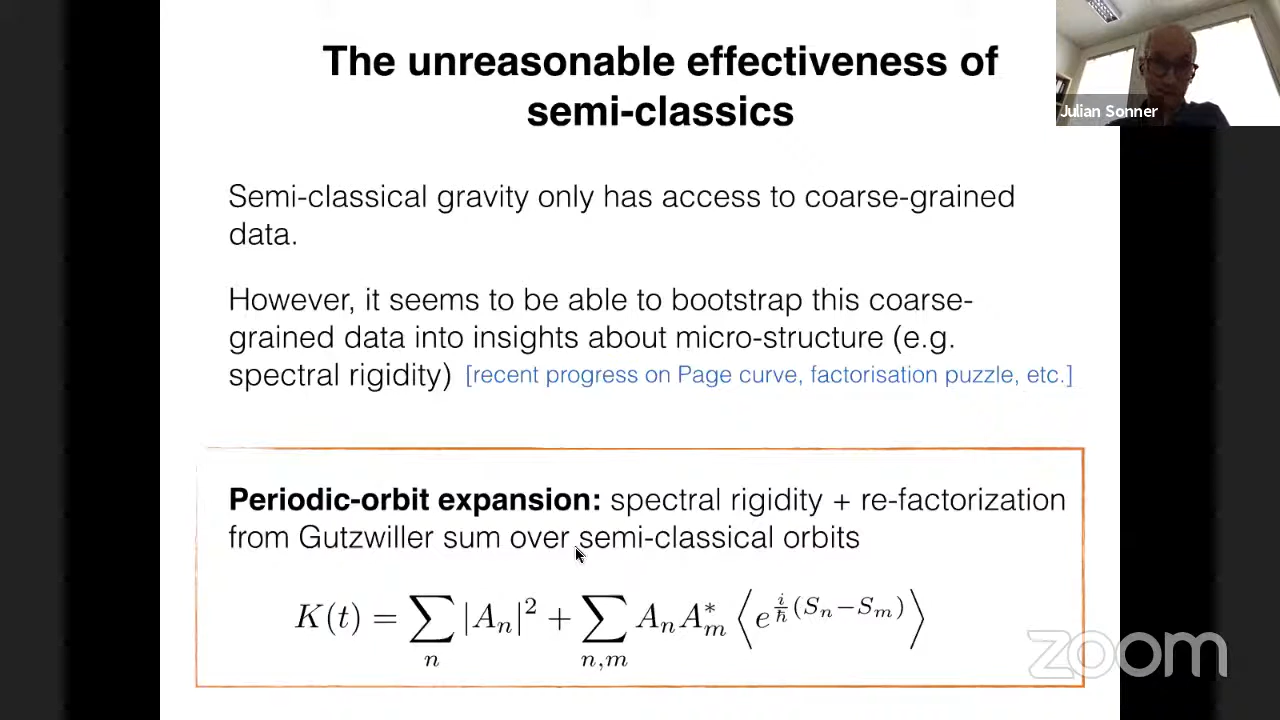 The unreasonable effectiveness of
semi-classics
Julian Sonner
Semi-classical gravity only has access to coarse-grained
data.
However, it seems to be able to bootstrap this coarse-
grained data into insights about micro-structure (e.g.
spectral rigidity) [recent progress on Page curve, factorisation puzzle, etc.]
Periodic-orbit expansion: spectral rigidity + re-factorization
from Gutzwiller sum over semi-classical orbits
K(t) = ∑_n |A_n|^2 + ∑_{n,m} A_n A_m^* ⟨e^{\frac{i}{ħ}(S_n−S_m)}⟩
zoom